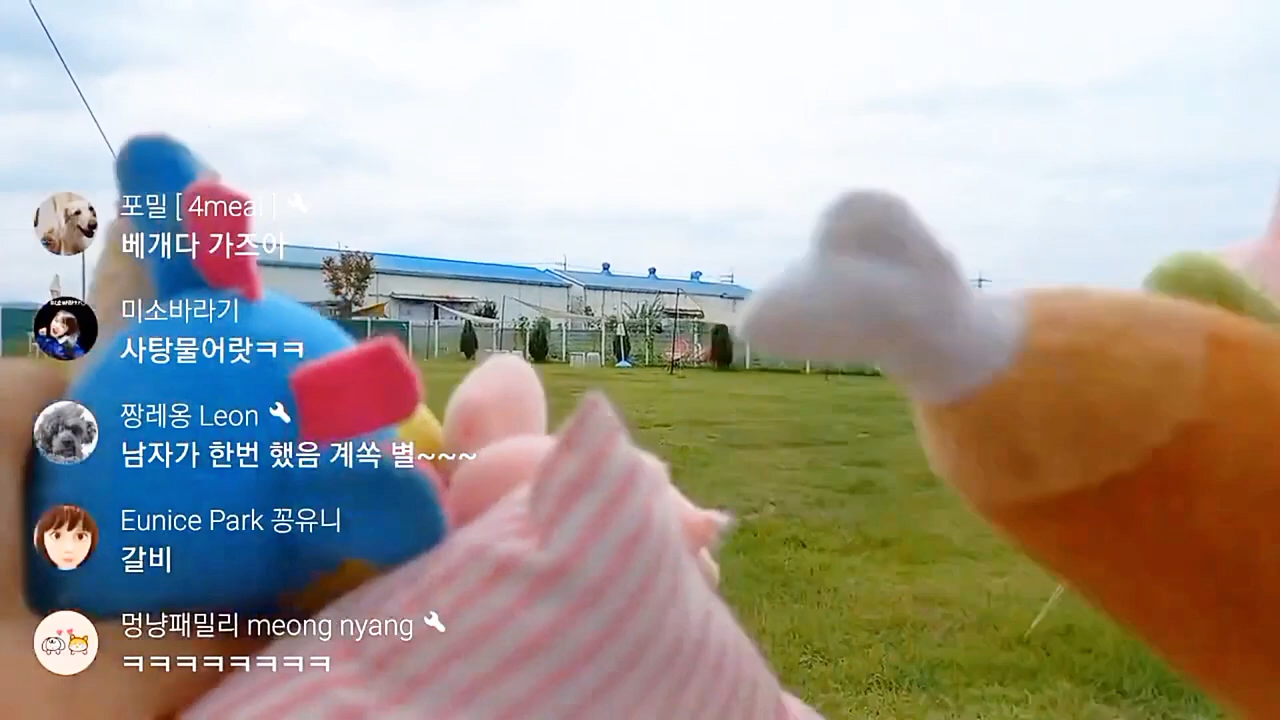 포밀 [ 4meal ]
베개다 가즈아
미소바라기
사탕물어랏ㅋㅋ
짱레옹 Leon
남자가 한번 했음 계쏙 별~~~
Eunice Park 꽁유니
갈비
멍냥패밀리 meong nyang
ㅋㅋㅋㅋㅋㅋㅋㅋ